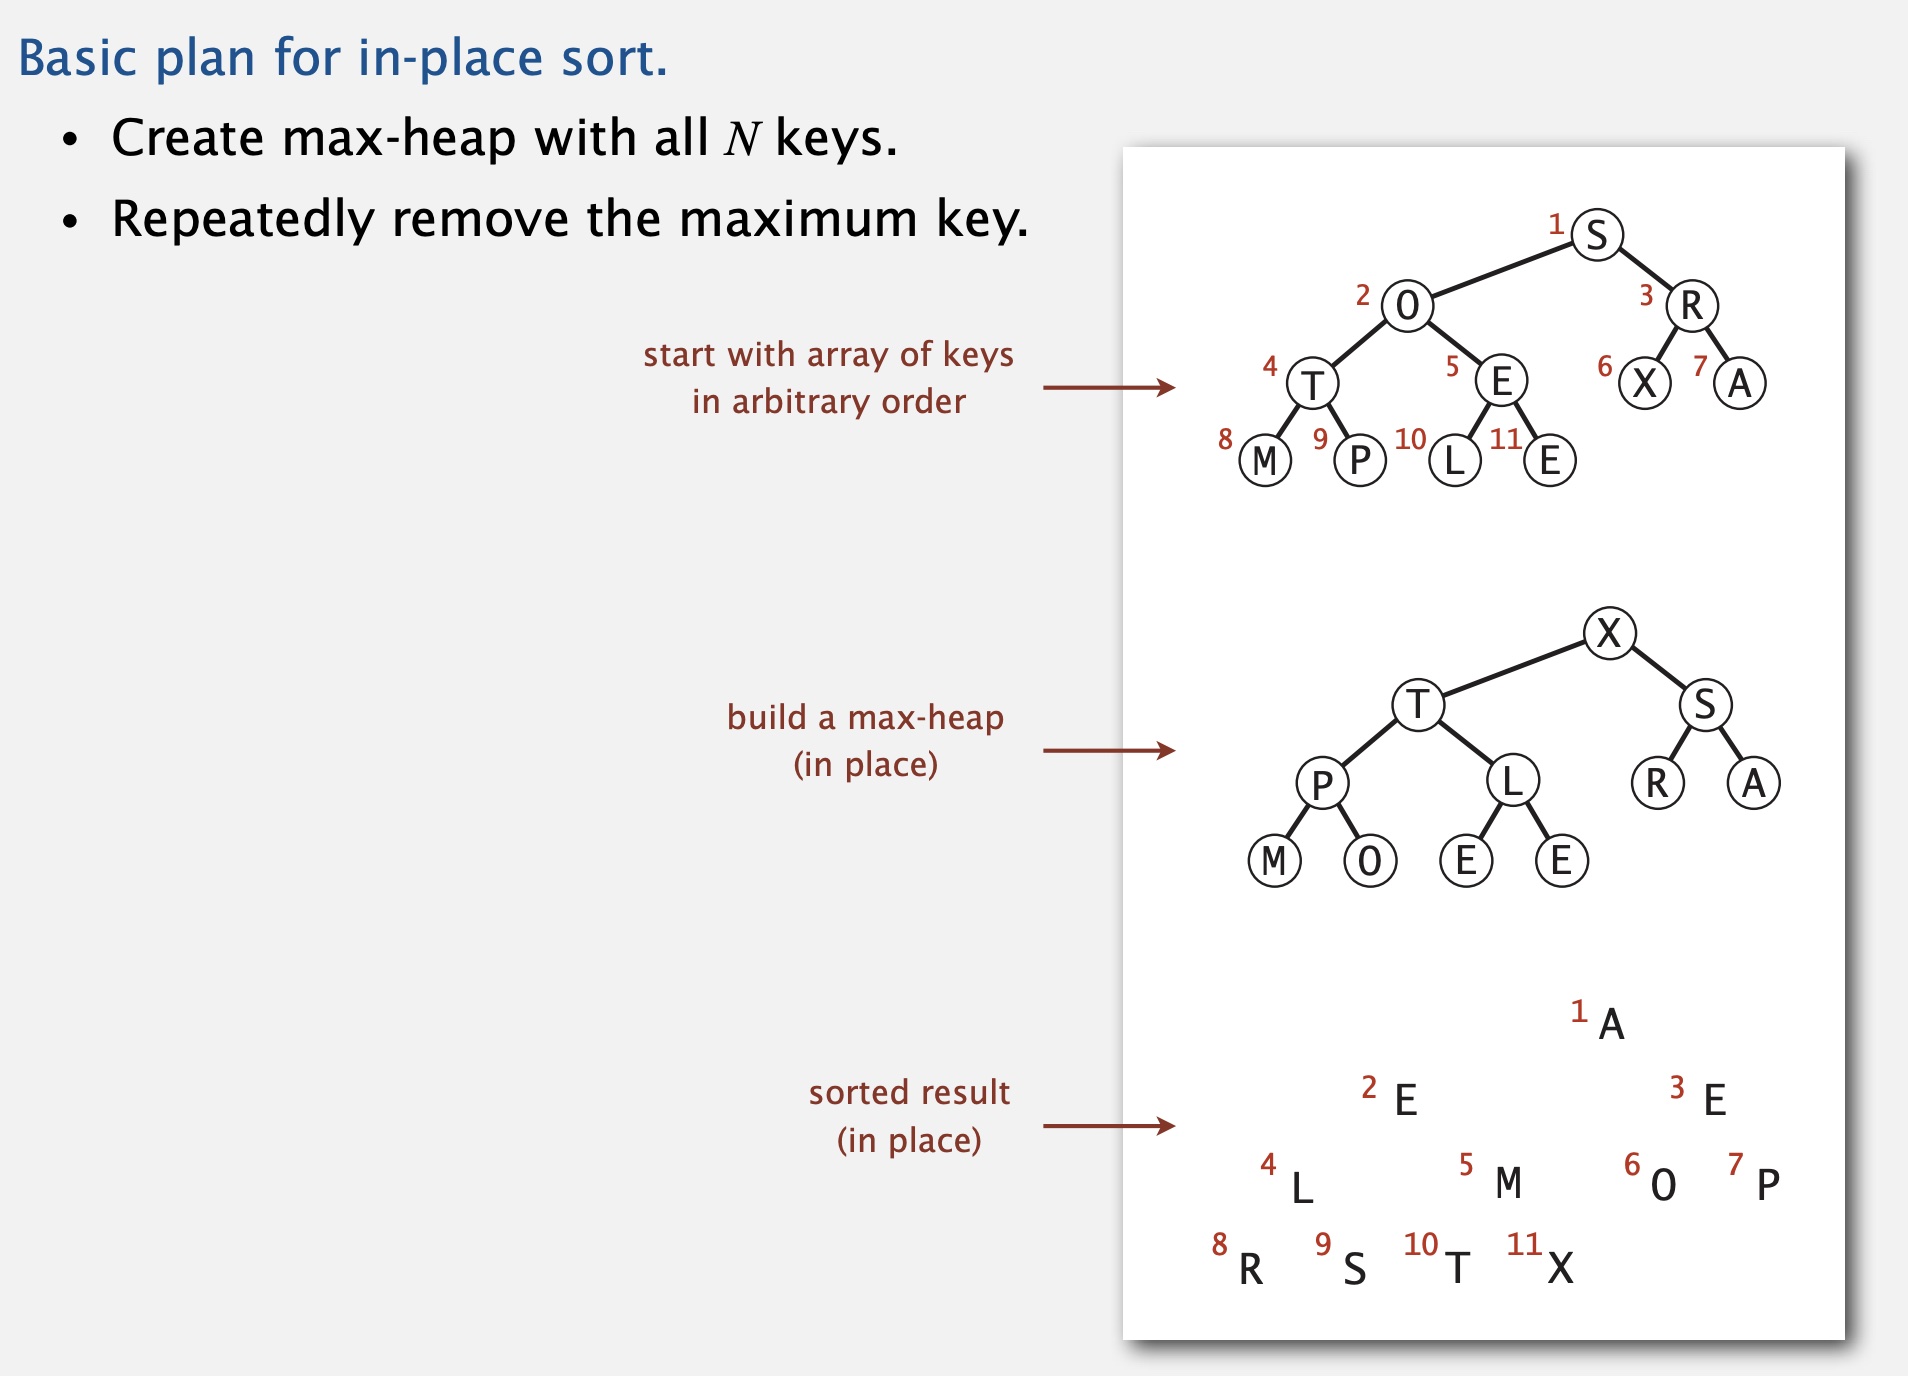 Basic plan for in-place sort.
• Create max-heap with all N keys.
• Repeatedly remove the maximum key.
start with array of keys
in arbitrary order
1 S
2 O 3 R
4 T 5 E 6 X 7 A
8 M 9 P 10 L 11 E
build a max-heap
(in place)
X
T S
P L R A
M O E E
sorted result
(in place)
1 A
2 E 3 E
4 L 5 M 6 O 7 P
8 R 9 S 10 T 11 X